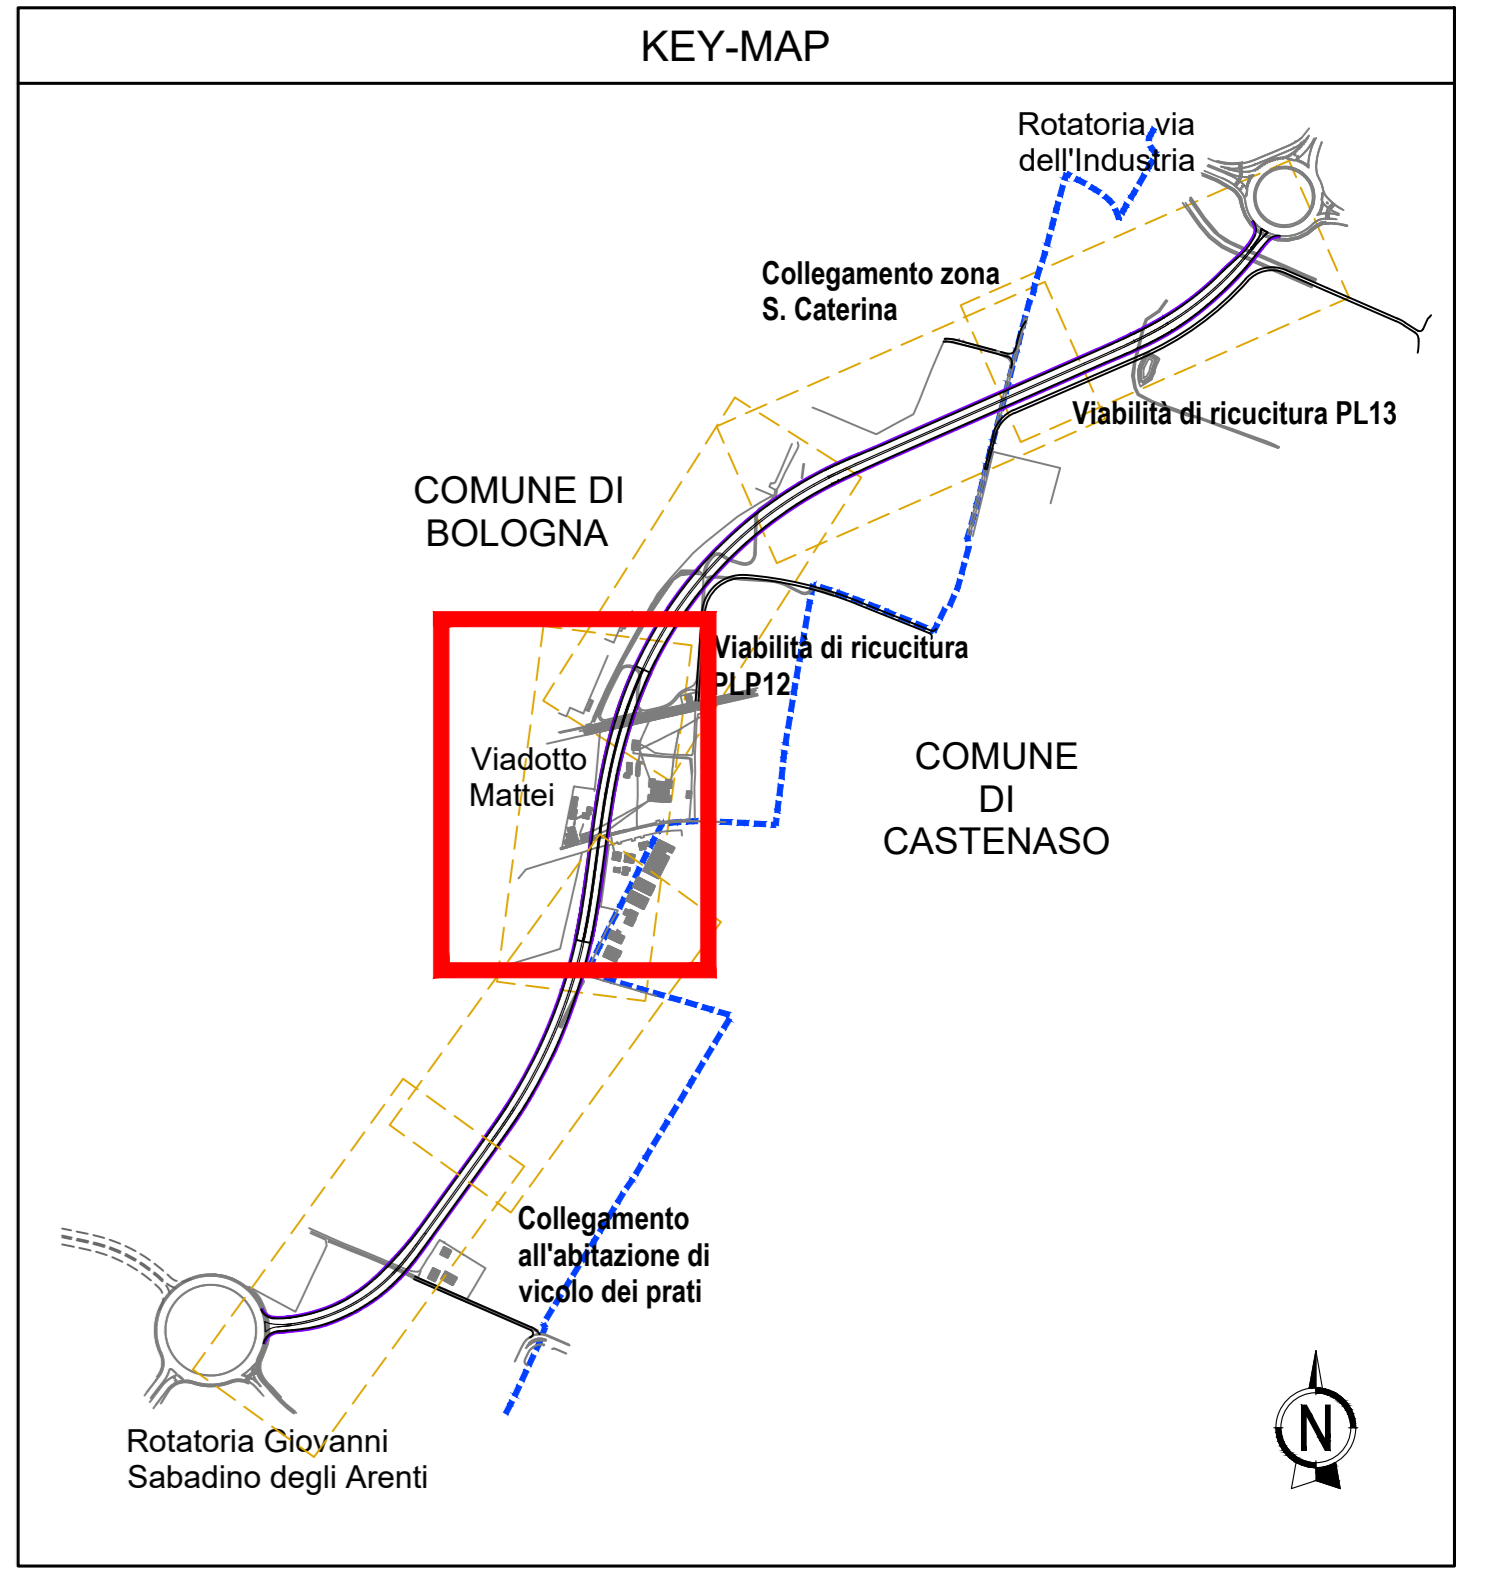 KEY-MAP
Rotatoria via
dell'Industria
Collegamento zona
S. Caterina
Viabilità di ricucitura PL13
COMUNE DI
BOLOGNA
Viabilità di ricucitura
PLP12
Viadotto
Mattei
COMUNE
DI
CASTENASO
Collegamento
all'abitazione di
vicolo dei prati
Rotatoria Giovanni
Sabadino degli Arenti
N